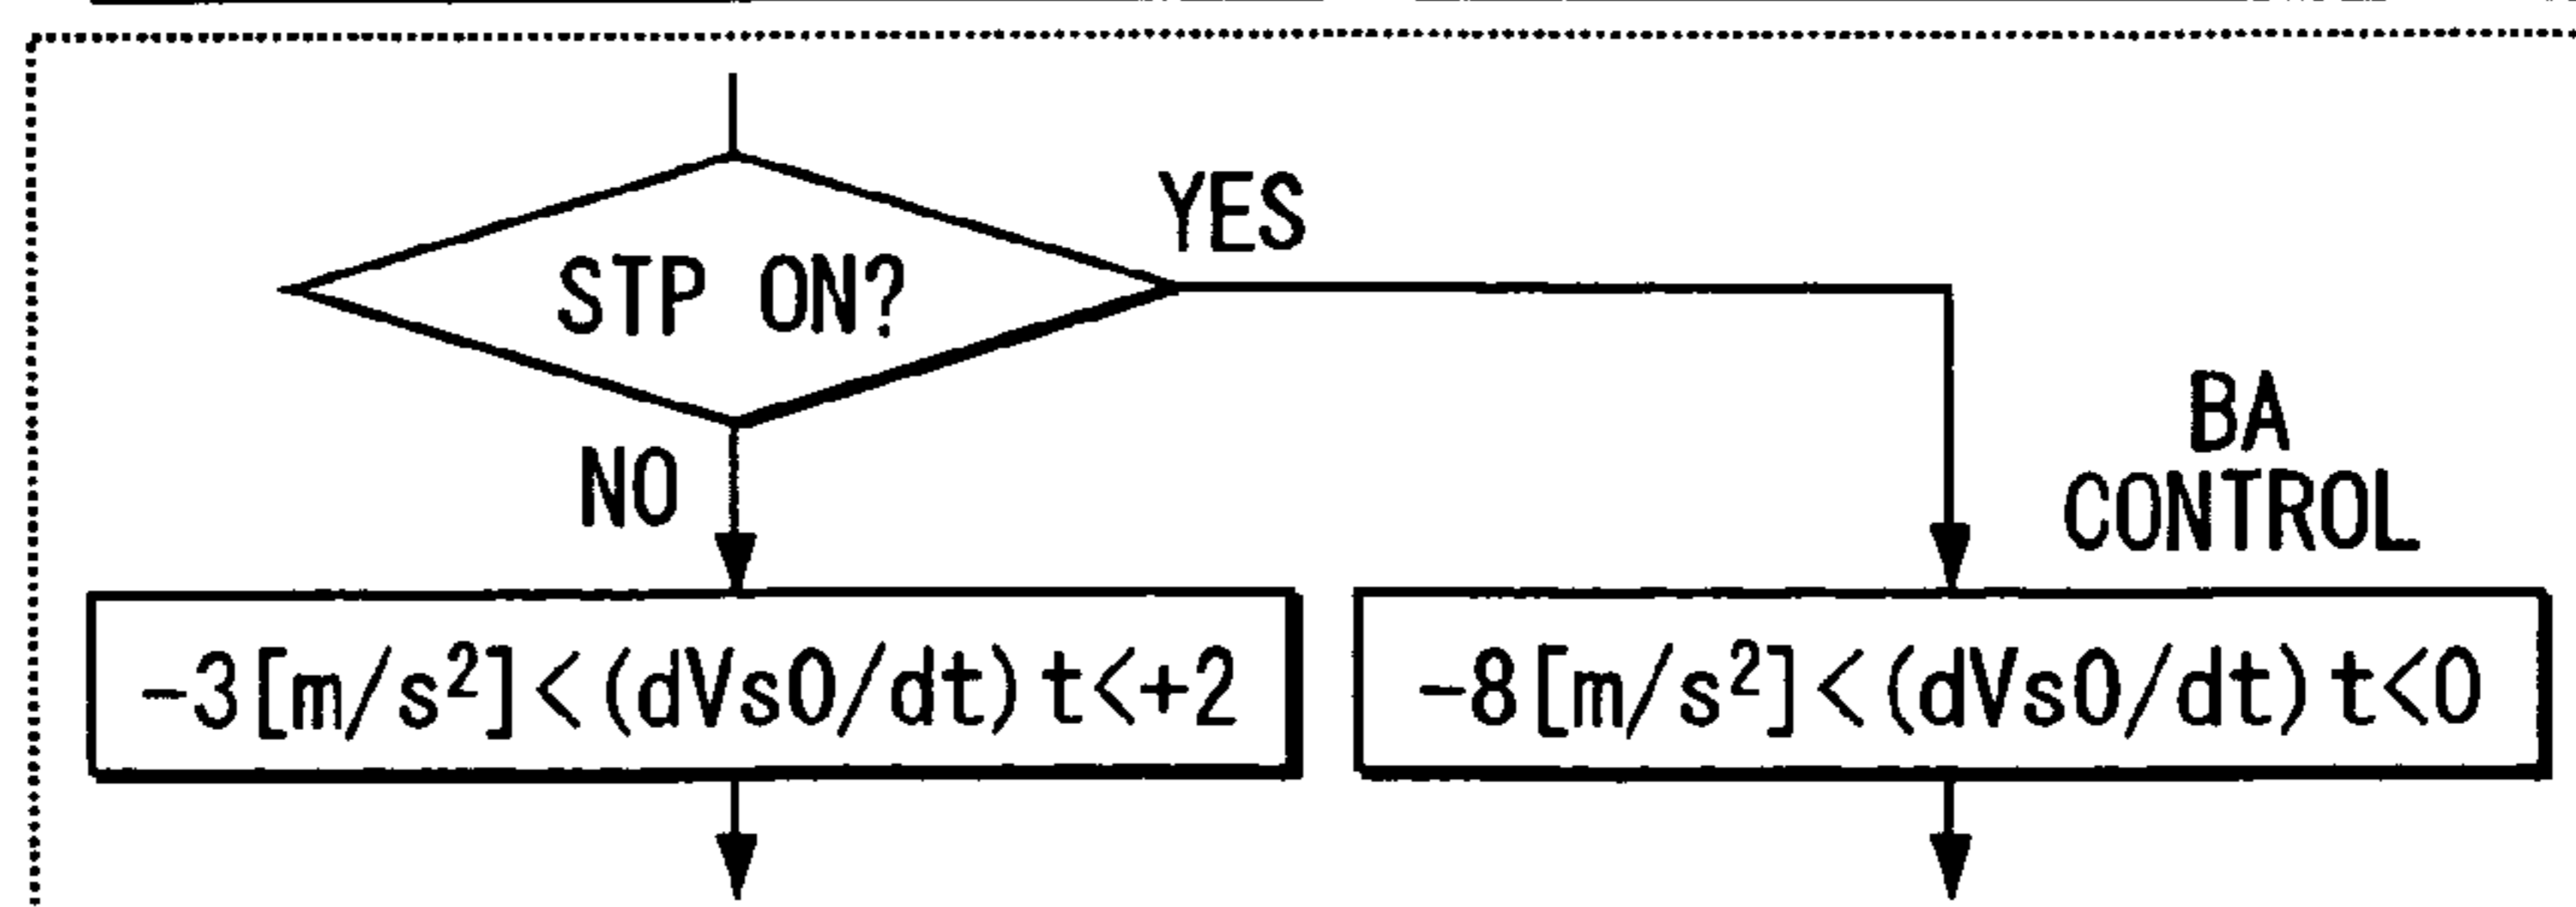 YES
STP ON?
BA
CONTROL
NO
-3[m/s²]<(dVs0/dt)t<+2
-8[m/s²]<(dVs0/dt)t<0